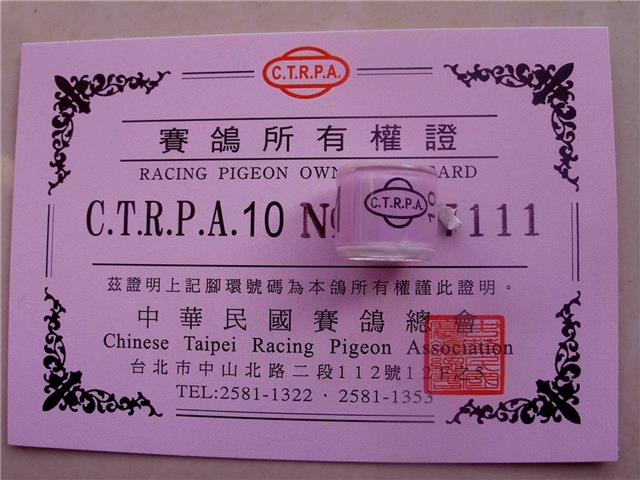 C.T.R.P.A.
賽鴿所有權證
RACING PIGEON CARD
C.T.R.P.A.10 111
C.T.R.P.A.
茲證明上記腳環號碼為本鴿所有權謹此證明。
中華民國賽鴿總會
Chinese Taipei Racing Pigeon Association
台北市中山北路二段112號
TEL:2581-1322．2581-1353